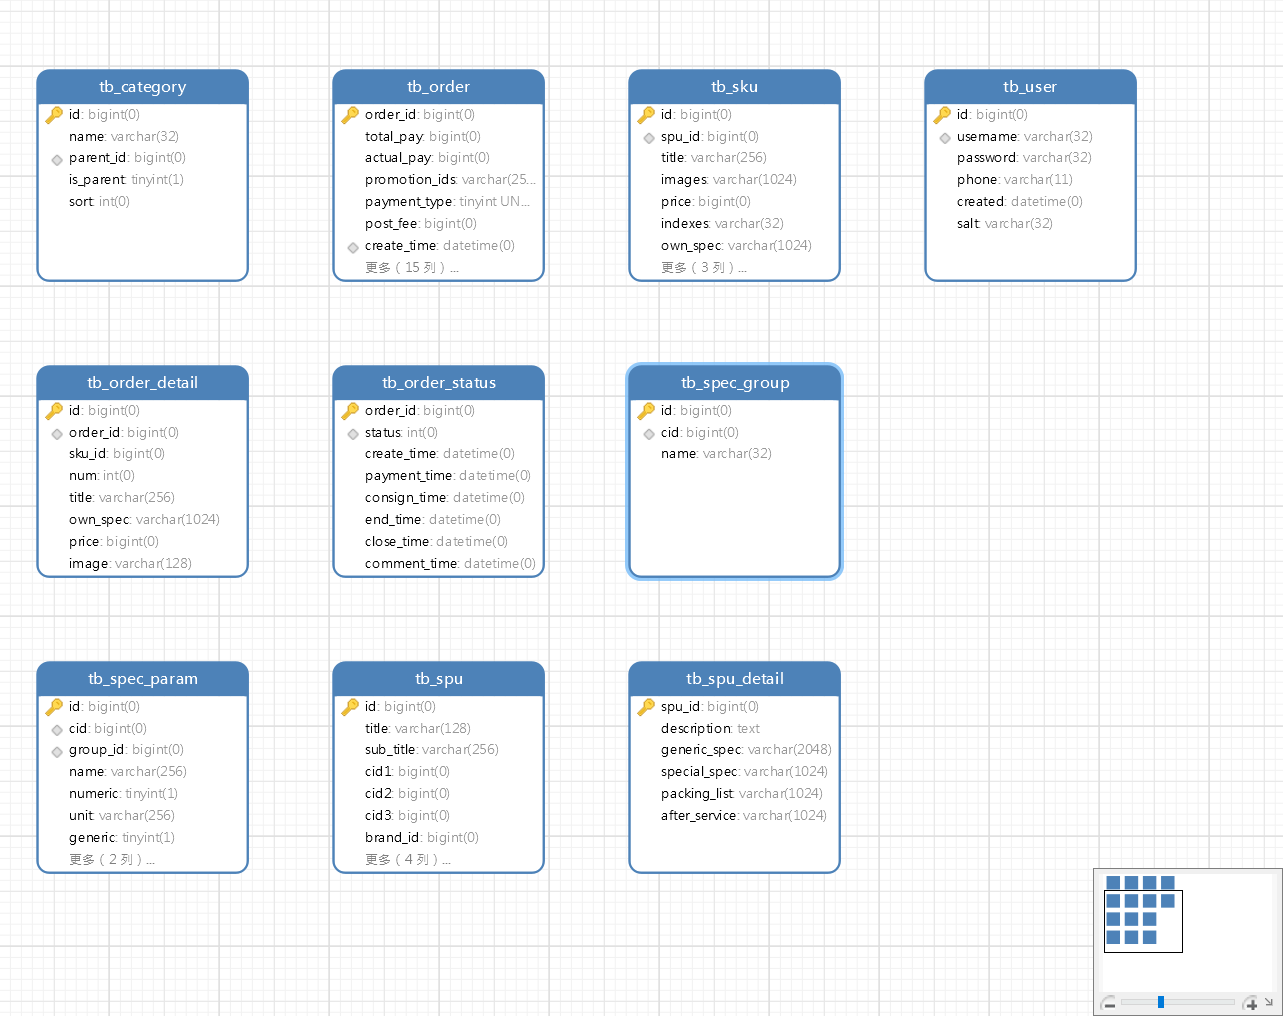 tb_category
id: bigint(0)
name: varchar(32)
parent_id: bigint(0)
is_parent: tinyint(1)
sort: int(0)
tb_order
order_id: bigint(0)
total_pay: bigint(0)
actual_pay: bigint(0)
promotion_ids: varchar(25...
payment_type: tinyint UN...
post_fee: bigint(0)
create_time: datetime(0)
更多（15 列）...
tb_sku
id: bigint(0)
spu_id: bigint(0)
title: varchar(256)
images: varchar(1024)
price: bigint(0)
indexes: varchar(32)
own_spec: varchar(1024)
更多（3 列）...
tb_user
id: bigint(0)
username: varchar(32)
password: varchar(32)
phone: varchar(11)
created: datetime(0)
salt: varchar(32)
tb_order_detail
id: bigint(0)
order_id: bigint(0)
sku_id: bigint(0)
num: int(0)
title: varchar(256)
own_spec: varchar(1024)
price: bigint(0)
image: varchar(128)
tb_order_status
order_id: bigint(0)
status: int(0)
create_time: datetime(0)
payment_time: datetime(0)
consign_time: datetime(0)
end_time: datetime(0)
close_time: datetime(0)
comment_time: datetime(0)
tb_spec_group
id: bigint(0)
cid: bigint(0)
name: varchar(32)
tb_spec_param
id: bigint(0)
cid: bigint(0)
group_id: bigint(0)
name: varchar(256)
numeric: tinyint(1)
unit: varchar(256)
generic: tinyint(1)
更多（2 列）...
tb_spu
id: bigint(0)
title: varchar(128)
sub_title: varchar(256)
cid1: bigint(0)
cid2: bigint(0)
cid3: bigint(0)
brand_id: bigint(0)
更多（4 列）...
tb_spu_detail
spu_id: bigint(0)
description: text
generic_spec: varchar(2048)
special_spec: varchar(1024)
packing_list: varchar(1024)
after_service: varchar(1024)